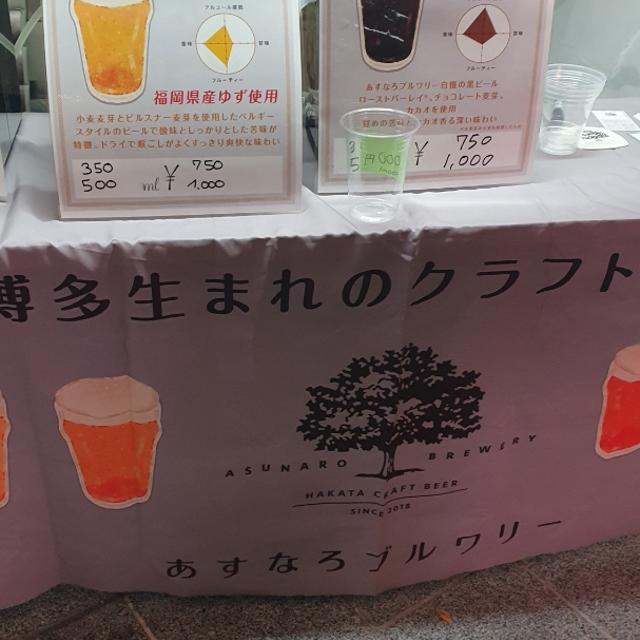 アルコール度数
苦味
甘味
フルーティー
福岡県産ゆず使用
小麦麦芽とピルスナー麦芽を使用したベルギー
スタイルのビールで酸味としっかりとした苦味が
特徴。ドライで喉ごしがよくすっきり爽快な味わい
350
500
ml
¥
750
1,000
フルーティー
あすなろブルワリー自慢の黒ビール
ローストバーレイ、チョコレート麦芽、
カカオを使用
¥
750
1,000
博多生まれのクラフト
ASUNARO BREWERY
HAKATA CRAFT BEER
SINCE 2018
あすなろブルワリー